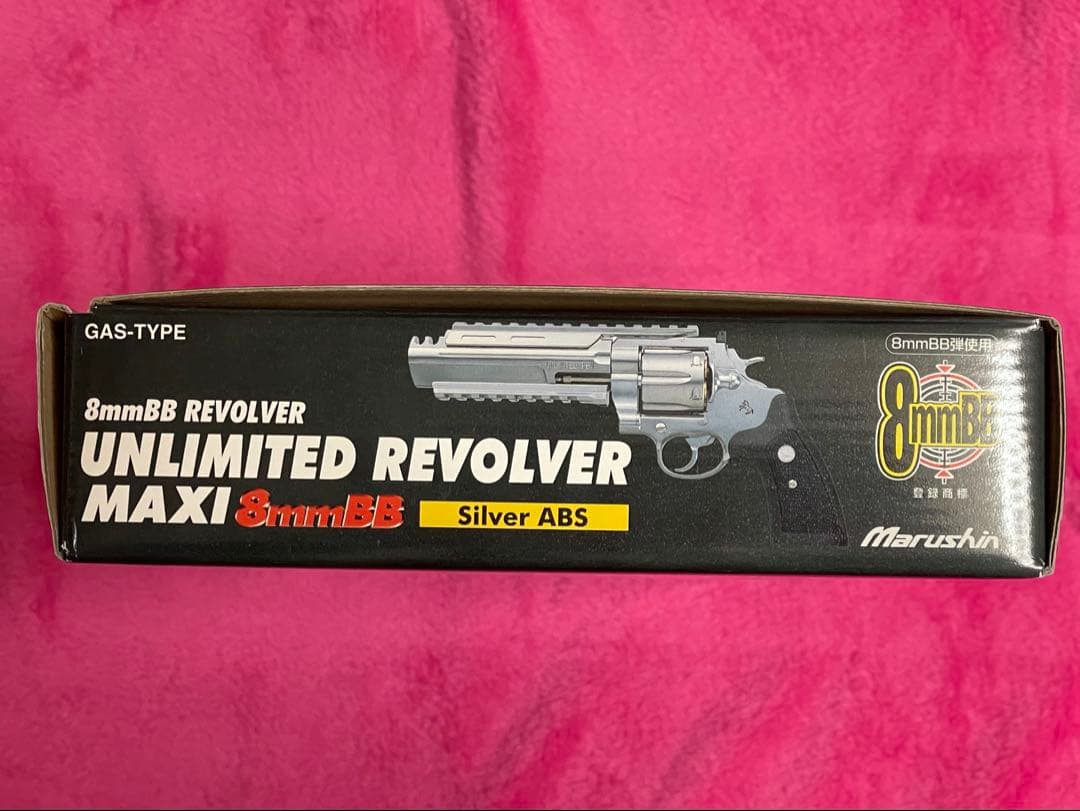 GAS-TYPE
8mmBB REVOLVER
UNLIMITED REVOLVER
MAXI 8mmBB
Silver ABS
8mmBB弾使用
8mmBB
登録商標
Marushin